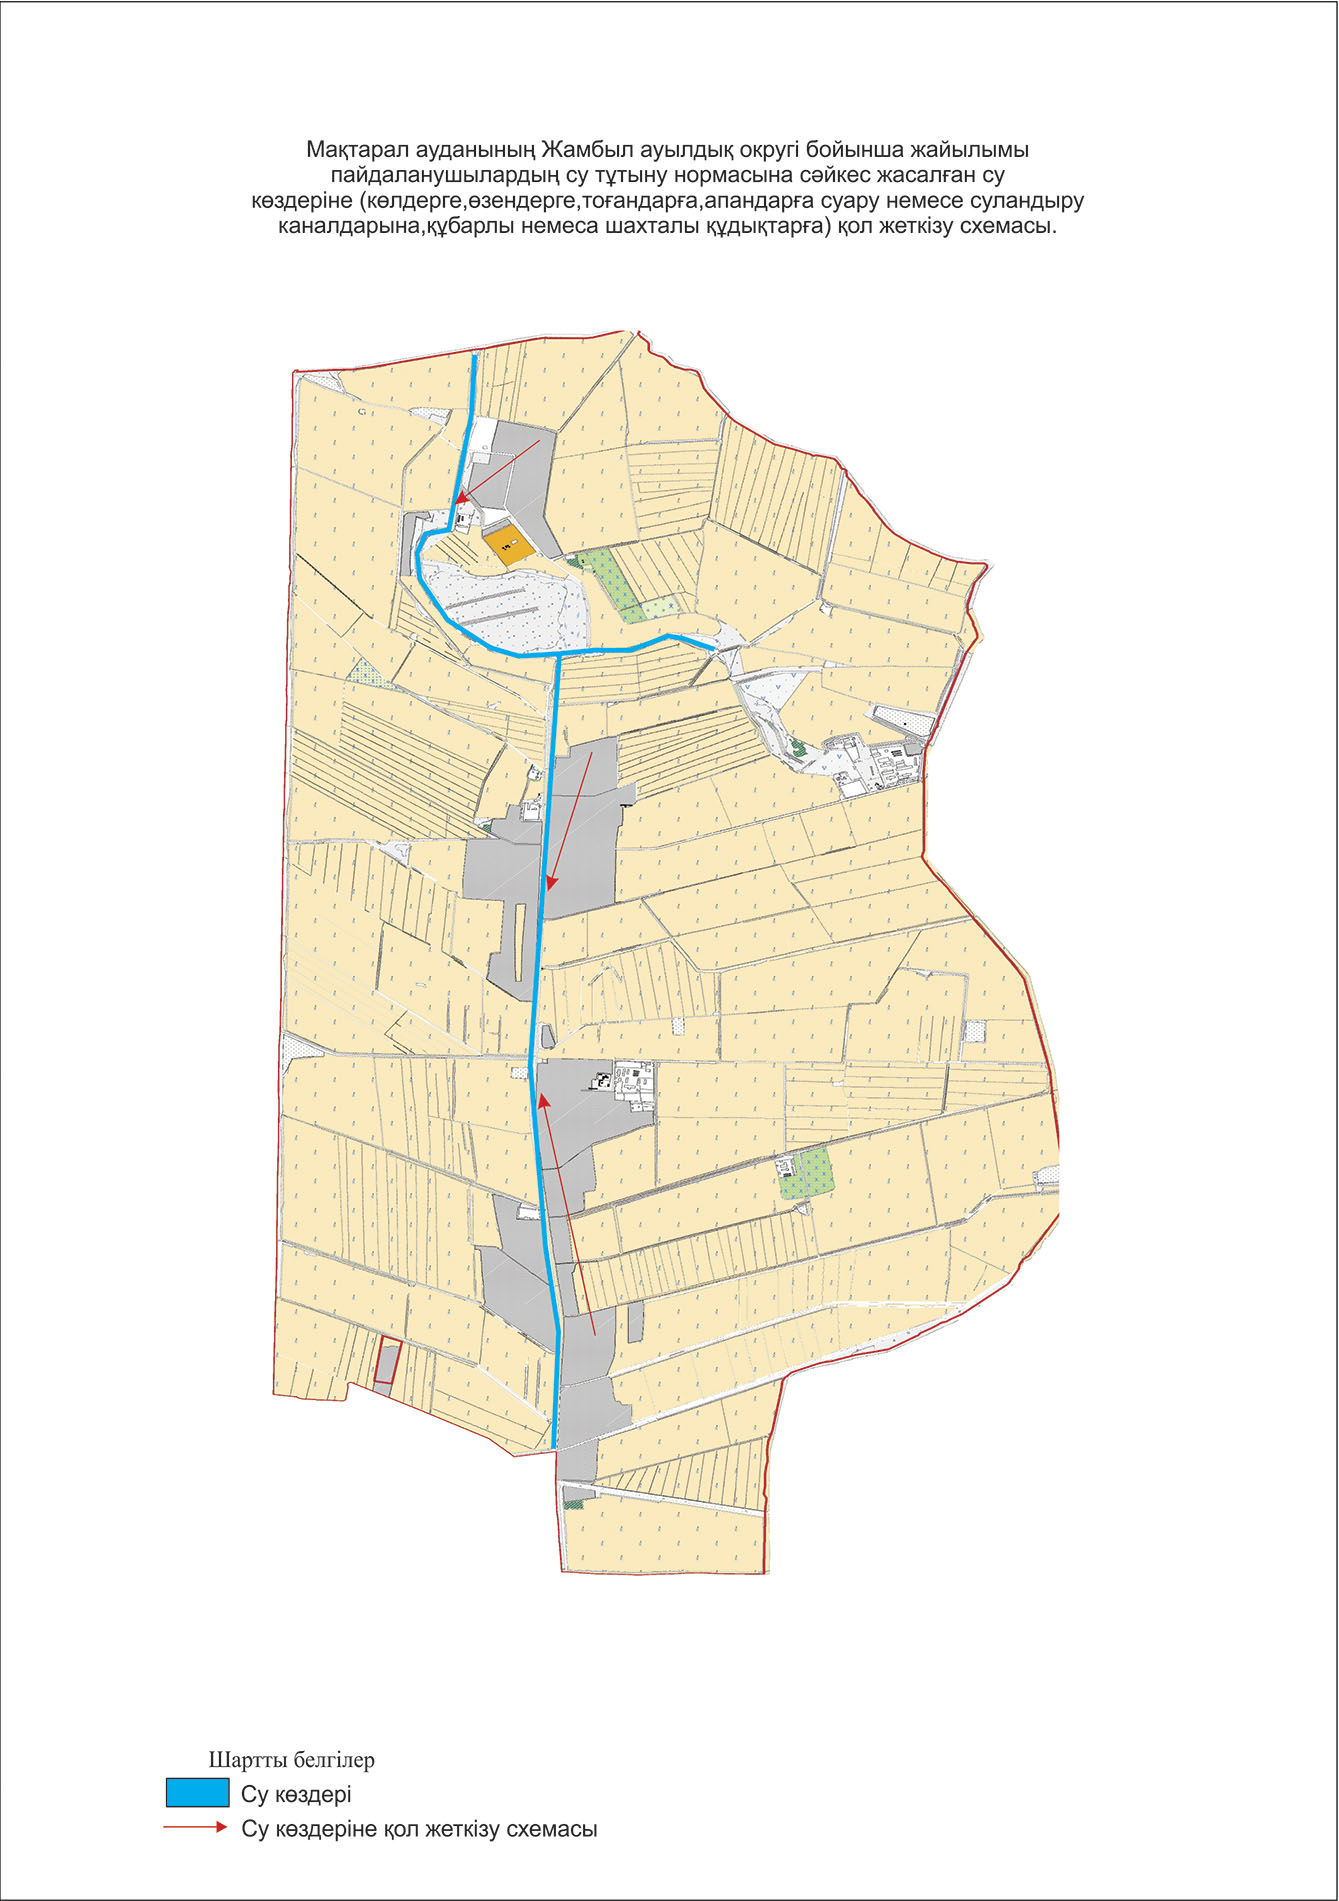 Мақтарал ауданының Жамбыл ауылдық округі бойынша жайылымы
пайдаланушылардың су тұтыну нормасына сәйкес жасалған су
көздеріне (көлдерге,өзендерге,тоғандарға,апандарға суару немесе суландыру
каналдарына,құбарлы немеса шахталы құдықтарға) қол жеткізу схемасы.
Шартты белгілер
Су көздері
Су көздеріне қол жеткізу схемасы